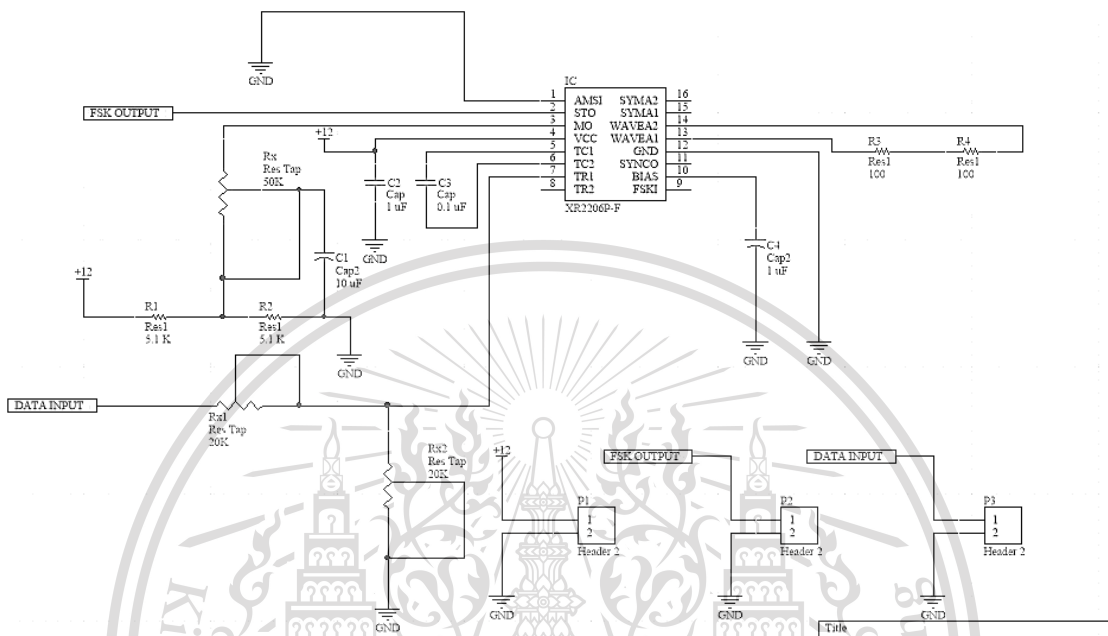 GND
IC
1 AMSI SYMA2 16
2 STO SYMA1 15
3 MO WAVEA2 14
4 VCC WAVEA1 13
5 TC1 GND 12
6 TC2 SYNCO 11
7 TR1 BIAS 10
8 TR2 FSKI 9
XR2206P-F
FSK OUTPUT
+12
Rx
Res Tap
50K
C2
Cap
1 uF
C3
Cap
0.1 uF
GND
R3
Res1
100
R4
Res1
100
C1
Cap2
10 uF
C4
Cap2
1 uF
+12
R1
Res1
5.1 K
R2
Res1
5.1 K
GND
GND
GND
DATA INPUT
Rx1
Res Tap
20K
Rx2
Res Tap
20K
GND
+12
P1
1
2
Header 2
GND
FSK OUTPUT
P2
1
2
Header 2
GND
DATA INPUT
P3
1
2
Header 2
GND
Title